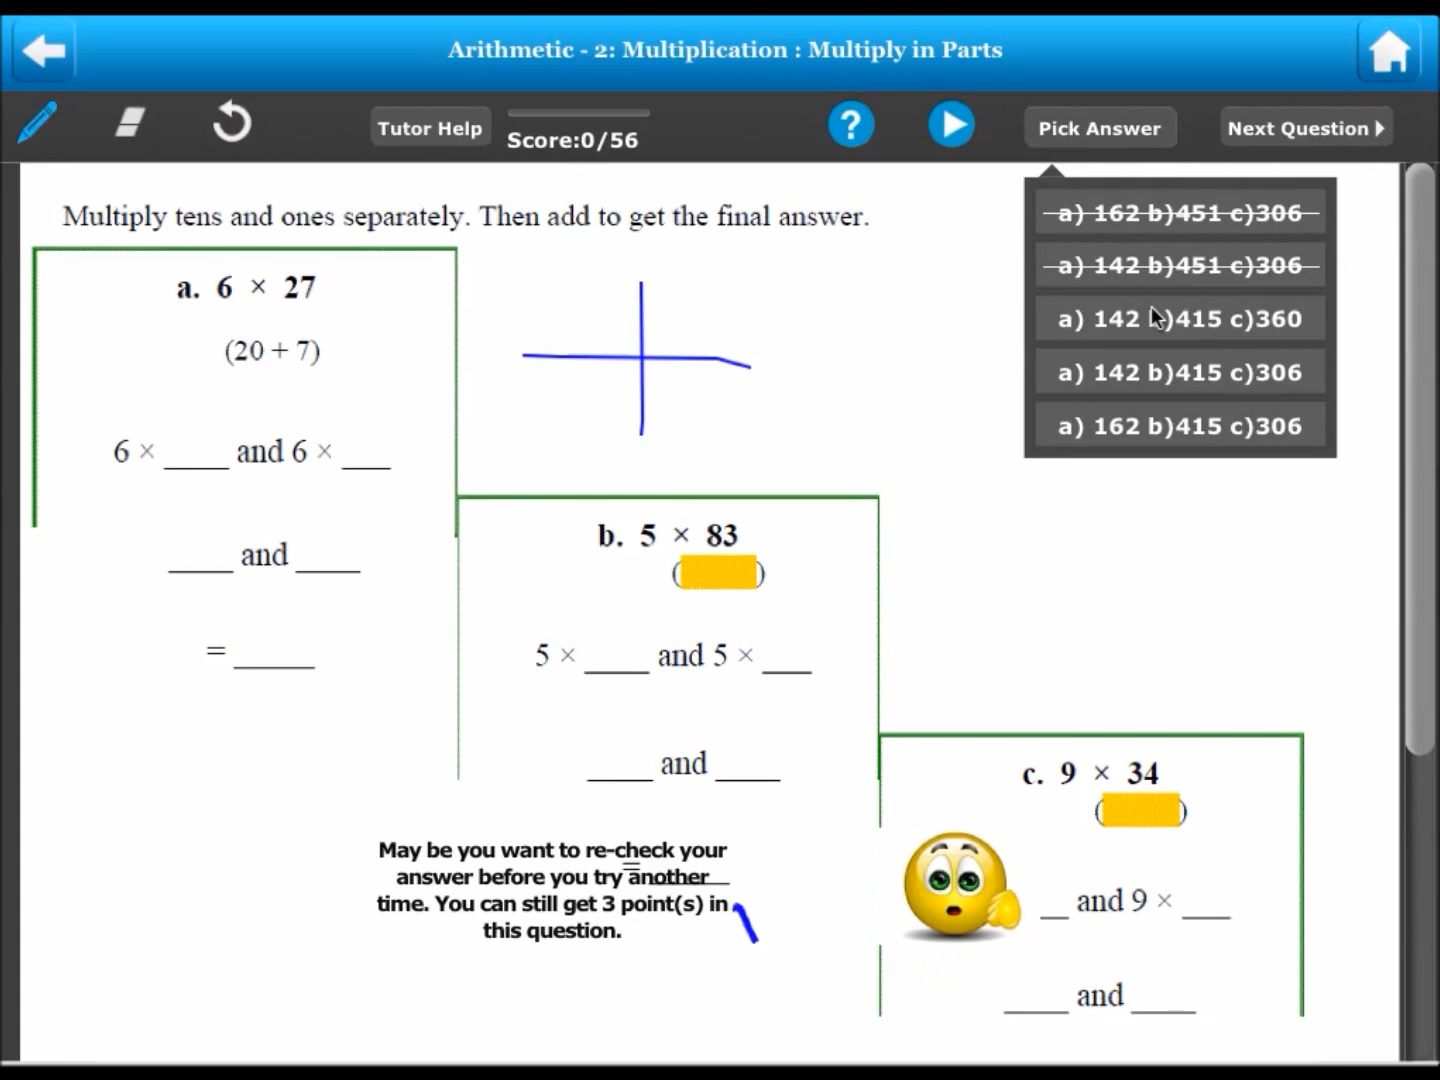 Arithmetic - 2: Multiplication : Multiply in Parts
Tutor Help
Score:0/56
?
Pick Answer
Next Question
Multiply tens and ones separately. Then add to get the final answer.
a) 162 b)451 c)306
a) 142 b)451 c)306
a) 142 b)415 c)360
a) 142 b)415 c)306
a) 162 b)415 c)306
a. 6 × 27
(20 + 7)
6 × ____ and 6 × ___
____ and ____
= _____
b. 5 × 83
( )
5 × ____ and 5 × ___
____ and ____
= _____
c. 9 × 34
( )
__ and 9 × ___
____ and ____
May be you want to re-check your
answer before you try another
time. You can still get 3 point(s) in
this question.